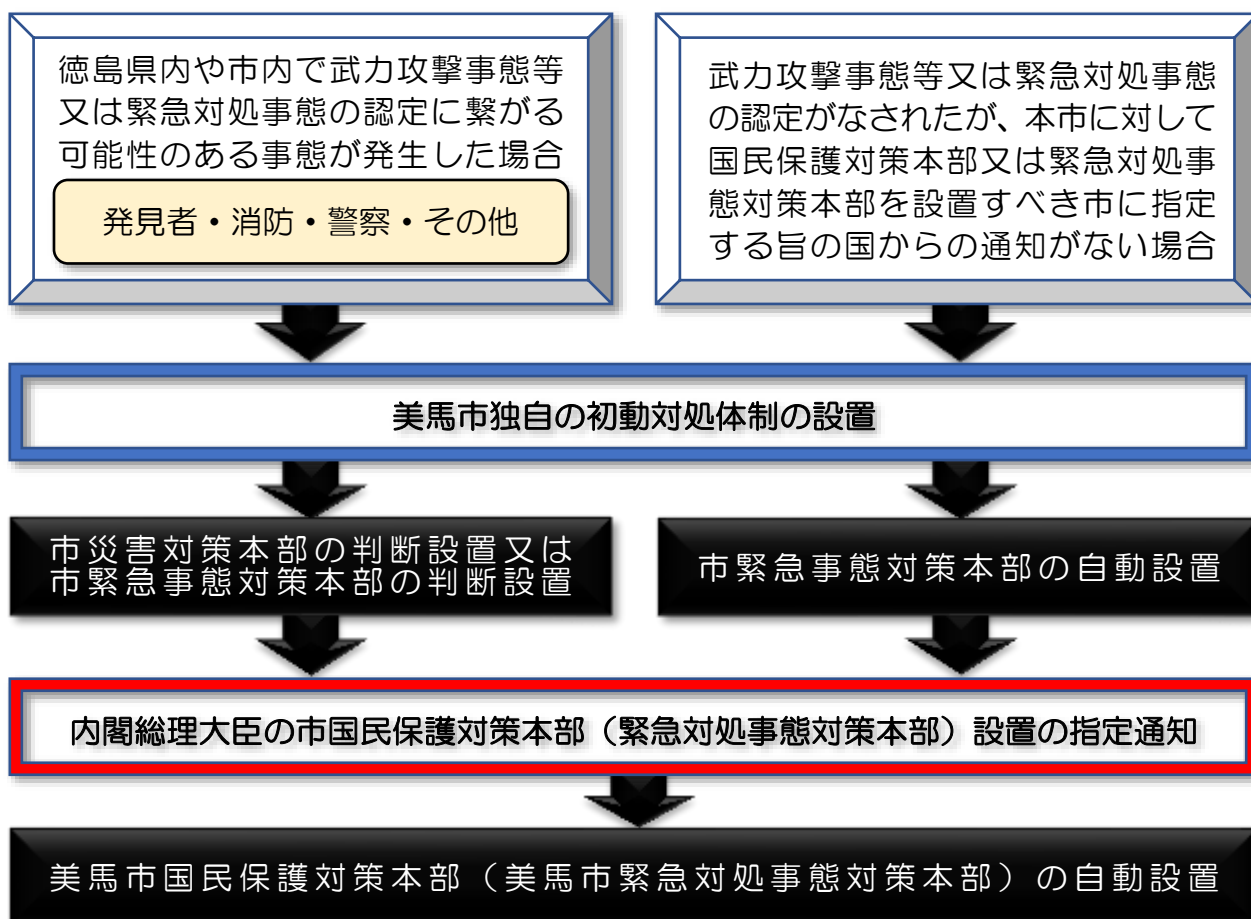 徳島県内や市内で武力攻撃事態等
又は緊急対処事態の認定に繋がる
可能性のある事態が発生した場合
発見者・消防・警察・その他
武力攻撃事態等又は緊急対処事態
の認定がなされたが、本市に対して
国民保護対策本部又は緊急対処事
態対策本部を設置すべき市に指定
する旨の国からの通知がない場合
美馬市独自の初動対処体制の設置
市災害対策本部の判断設置又は
市緊急事態対策本部の判断設置
市緊急事態対策本部の自動設置
内閣総理大臣の市国民保護対策本部（緊急対処事態対策本部）設置の指定通知
美馬市国民保護対策本部（美馬市緊急対処事態対策本部）の自動設置